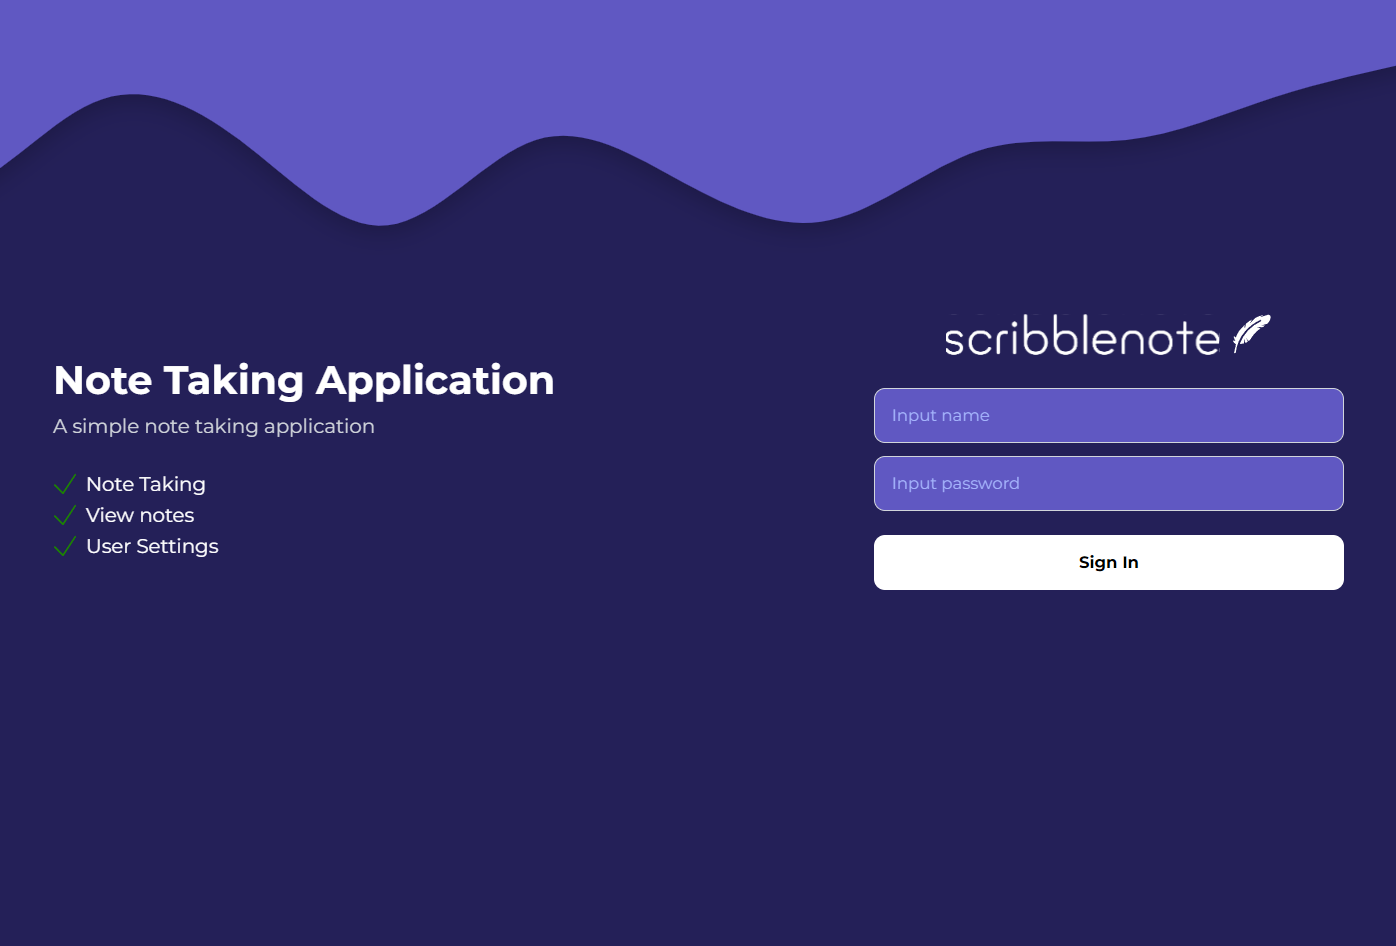 Note Taking Application
A simple note taking application
Note Taking
View notes
User Settings
scribblenote
Input name
Input password
Sign In